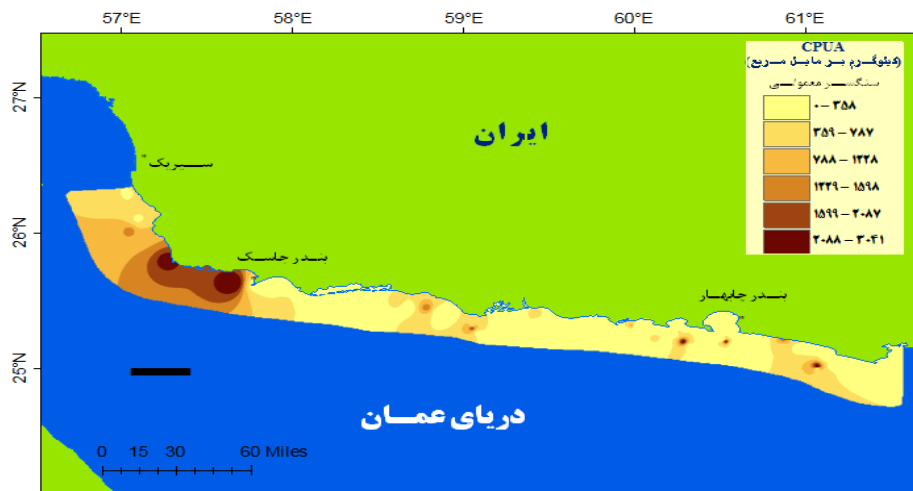 57°E 58°E 59°E 60°E 61°E
27°N
26°N
25°N
CPUA
(کیلوگرم بر مایل مربع)
سنگسر معمولی
۰ – ۳۵۸
۳۵۹ – ۷۸۷
۷۸۸ – ۱۲۲۸
۱۲۲۹ – ۱۵۹۸
۱۵۹۹ – ۲۰۸۷
۲۰۸۸ – ۳۰۴۱
ایران
سیریک
بندر جاسک
بندر چابهار
دریای عمان
0 15 30 60 Miles